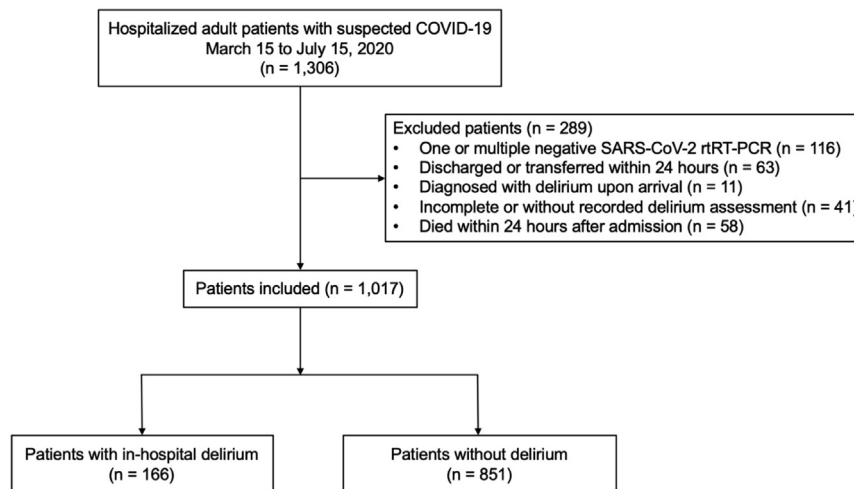 Hospitalized adult patients with suspected COVID-19
March 15 to July 15, 2020
(n = 1,306)
Excluded patients (n = 289)
• One or multiple negative SARS-CoV-2 rtRT-PCR (n = 116)
• Discharged or transferred within 24 hours (n = 63)
• Diagnosed with delirium upon arrival (n = 11)
• Incomplete or without recorded delirium assessment (n = 41)
• Died within 24 hours after admission (n = 58)
Patients included (n = 1,017)
Patients with in-hospital delirium
(n = 166)
Patients without delirium
(n = 851)